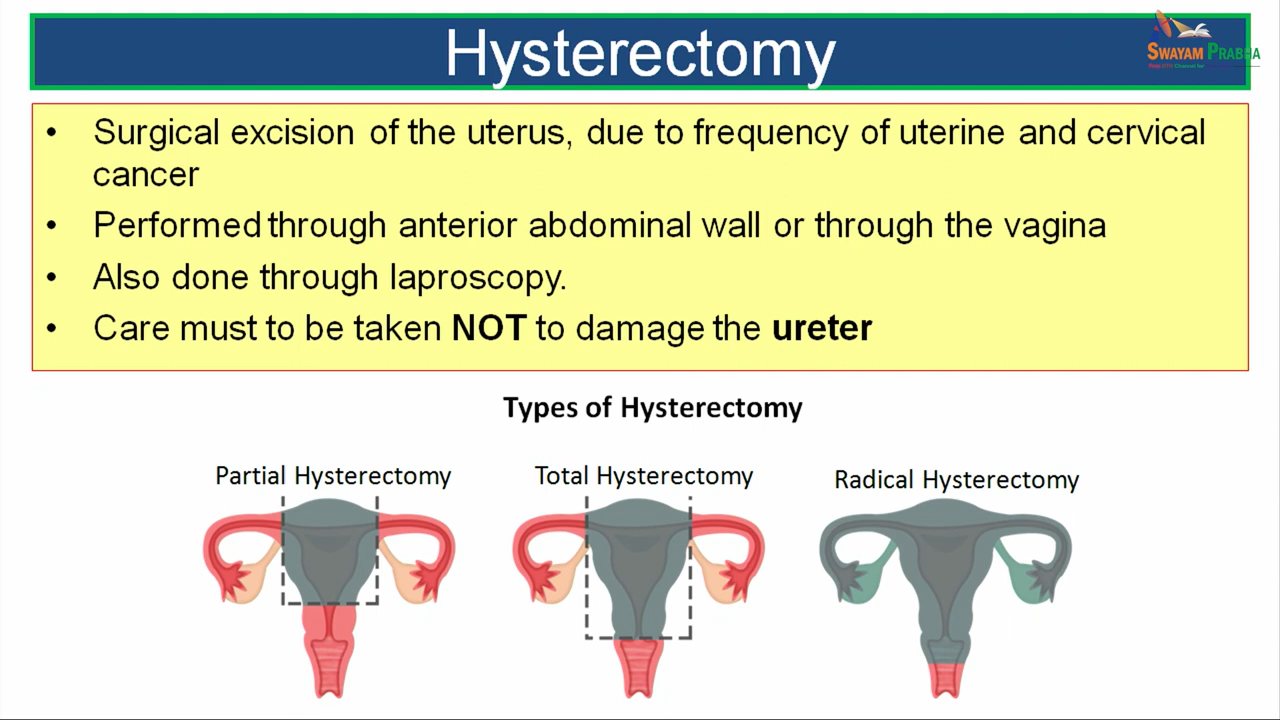 Hysterectomy
SWAYAM PRABHA
• Surgical excision of the uterus, due to frequency of uterine and cervical
cancer
• Performed through anterior abdominal wall or through the vagina
• Also done through laproscopy.
• Care must to be taken NOT to damage the ureter
Types of Hysterectomy
Partial Hysterectomy
Total Hysterectomy
Radical Hysterectomy